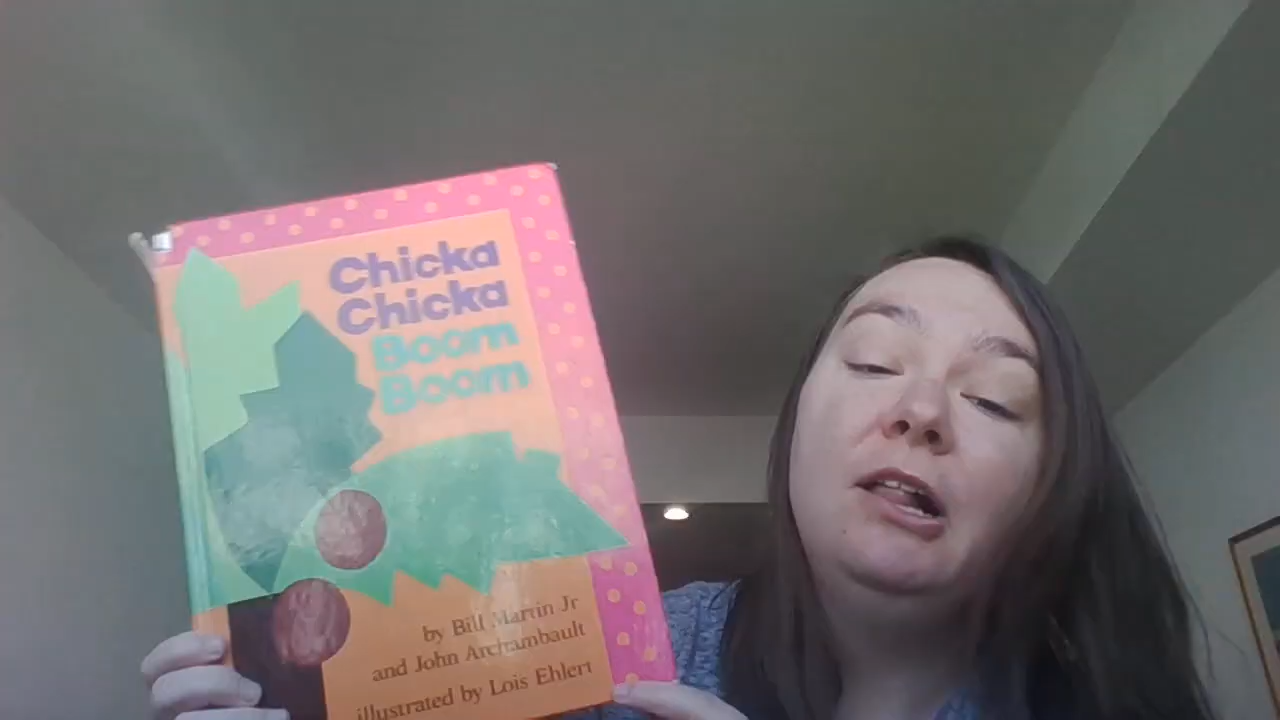 Chicka
Chicka
Boom
Boom
by Bill Martin Jr
and John Archambault
illustrated by Lois Ehlert